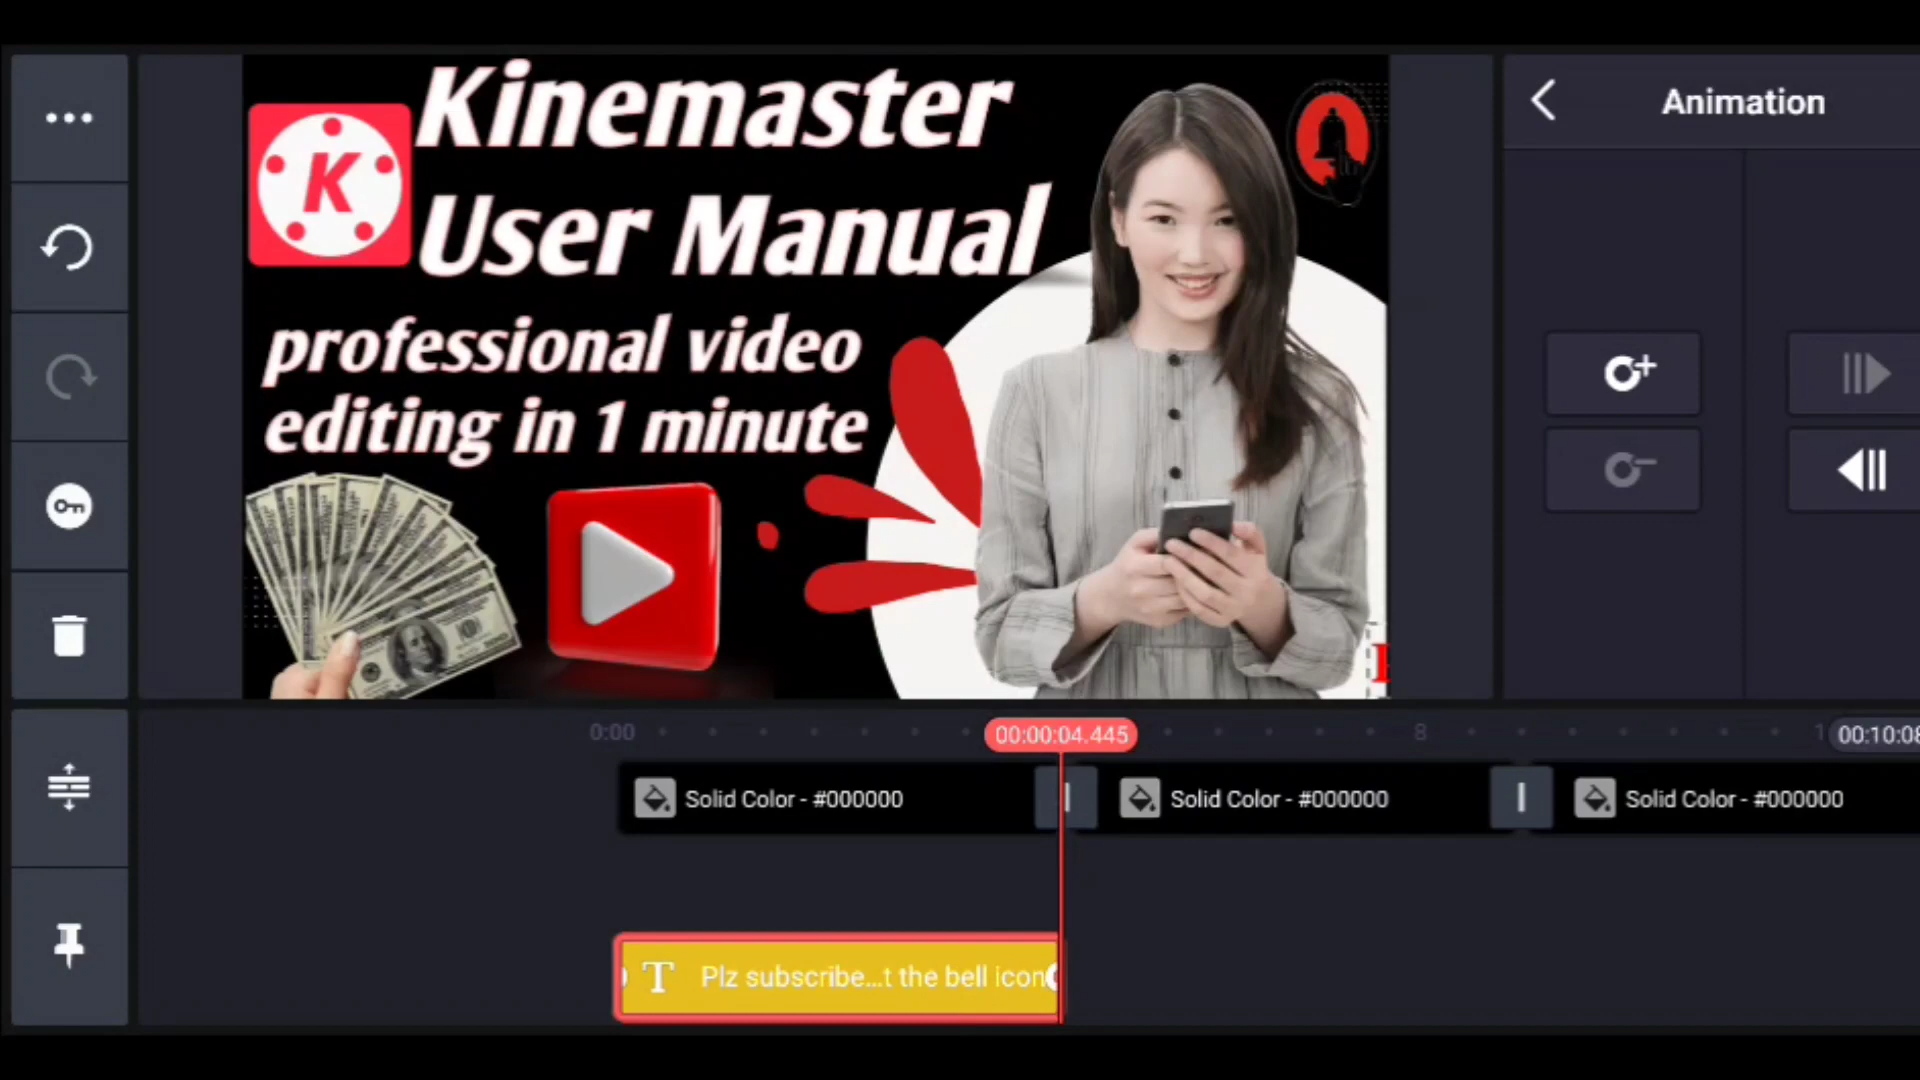 Kinemaster
K
User Manual
professional video
editing in 1 minute
Animation
0:00
00:00:04.445
8
00:10:08
Solid Color - #000000
Solid Color - #000000
Solid Color - #000000
T Plz subscribe...t the bell icon